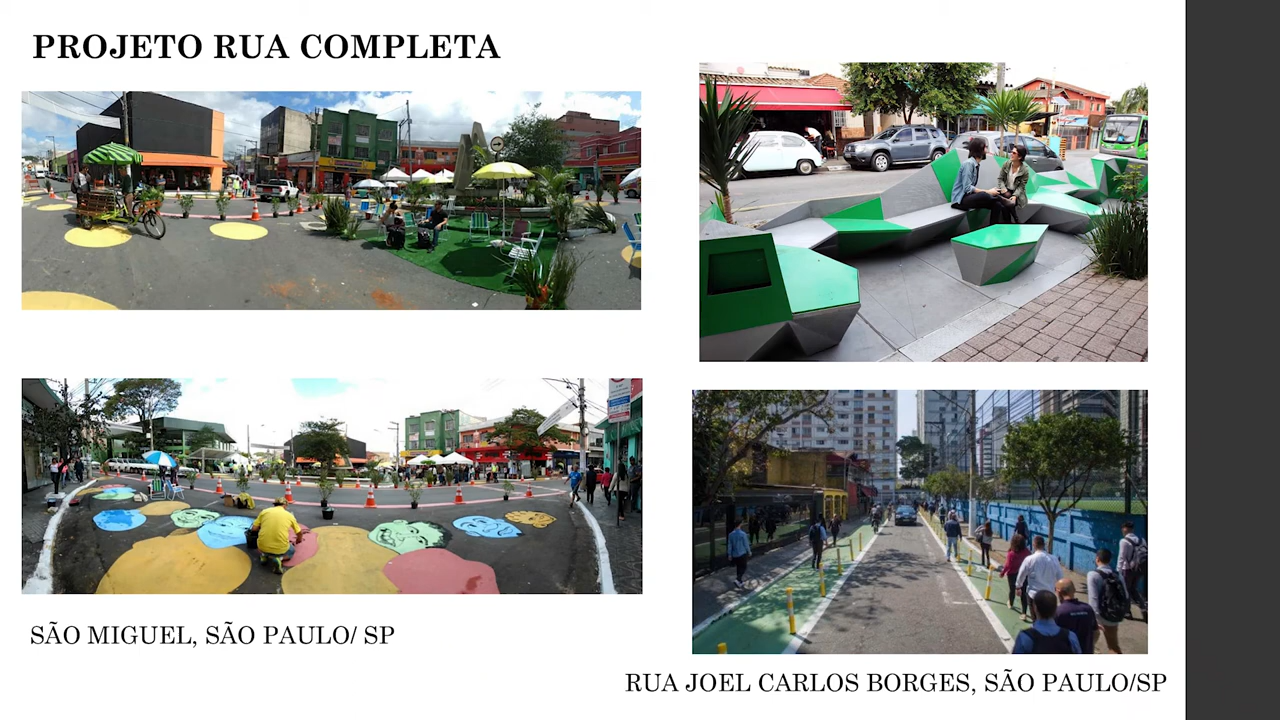 PROJETO RUA COMPLETA
SÃO MIGUEL, SÃO PAULO/ SP
RUA JOEL CARLOS BORGES, SÃO PAULO/SP